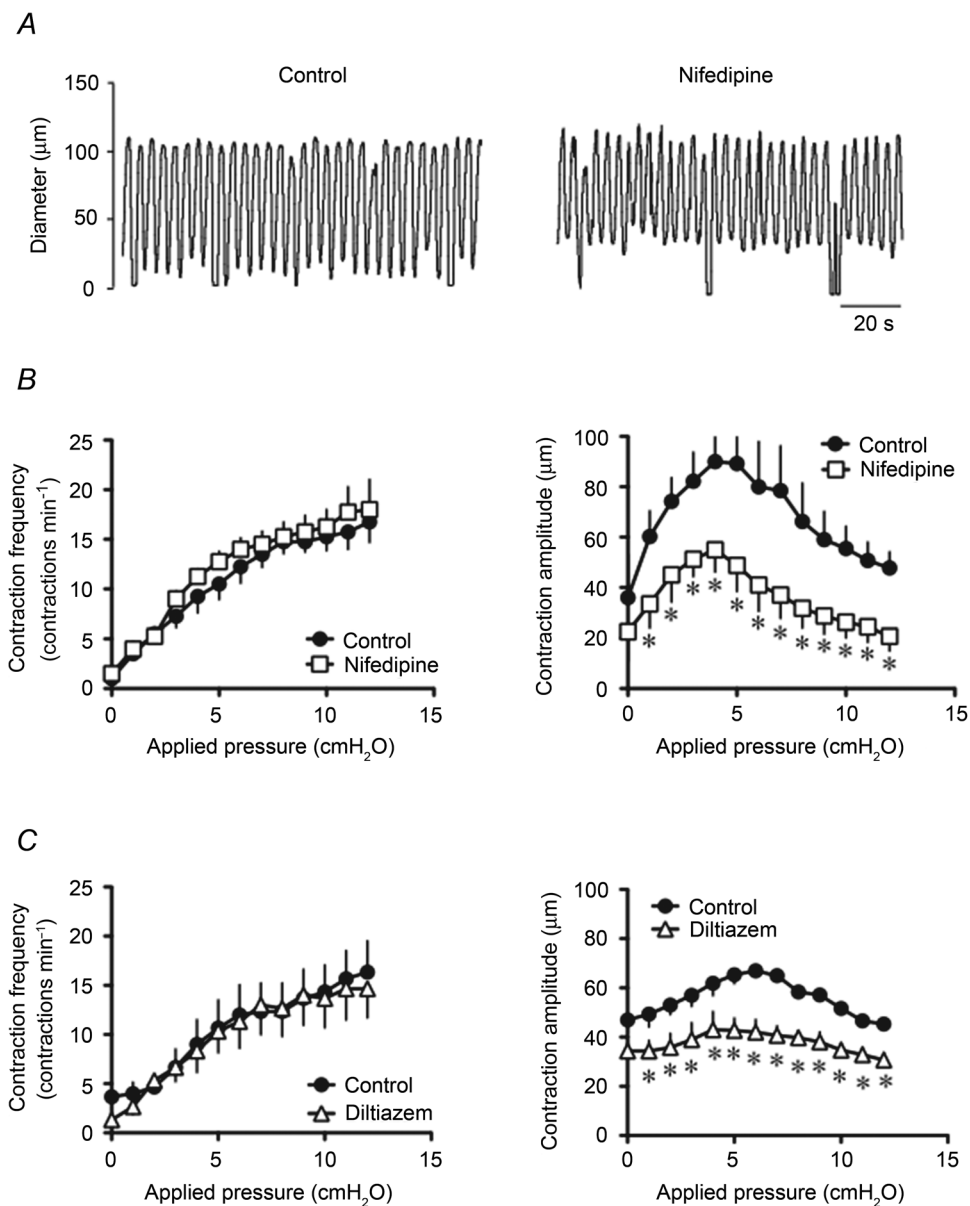 A
Control
Nifedipine
Diameter (μm)
150
100
50
0
20 s
B
Contraction frequency
(contractions min⁻¹)
25
20
15
10
5
0
Control
Nifedipine
0 5 10 15
Applied pressure (cmH₂O)
Contraction amplitude (μm)
100
80
60
40
20
0
Control
Nifedipine
* * * * * * * * * * * *
0 5 10 15
Applied pressure (cmH₂O)
C
Contraction frequency
(contractions min⁻¹)
25
20
15
10
5
0
Control
Diltiazem
0 5 10 15
Applied pressure (cmH₂O)
Contraction amplitude (μm)
100
80
60
40
20
0
Control
Diltiazem
* * * * * * * * * * * *
0 5 10 15
Applied pressure (cmH₂O)